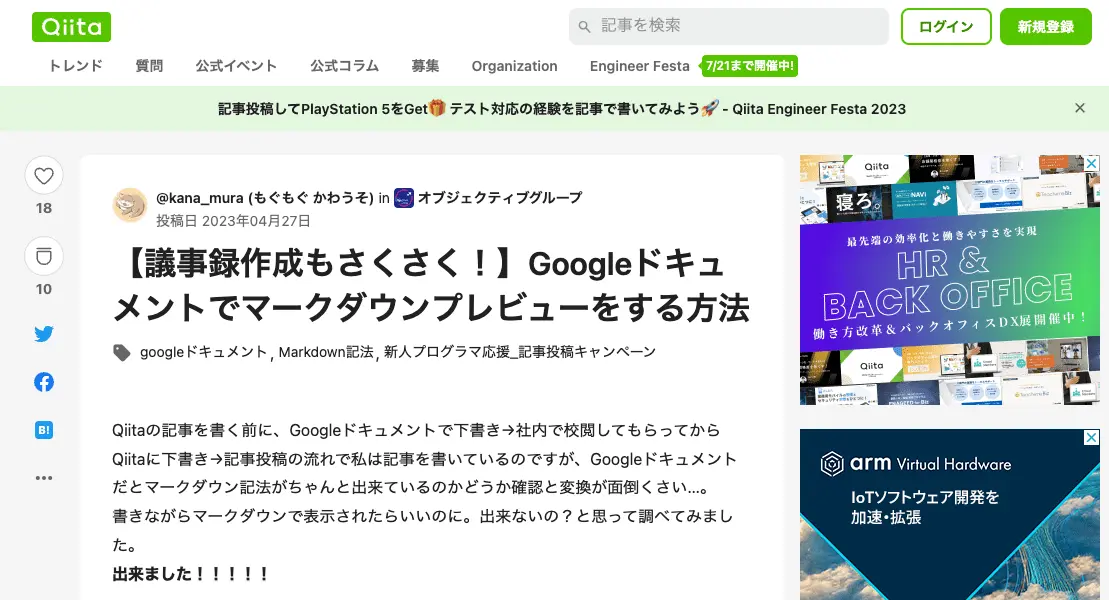 Qiita
記事を検索
ログイン
新規登録
トレンド 質問 公式イベント 公式コラム 募集 Organization Engineer Festa 7/21まで開催中!
記事投稿してPlayStation 5をGet🎁 テスト対応の経験を記事で書いてみよう🚀 - Qiita Engineer Festa 2023
18
10
B!
@kana_mura (もぐもぐ かわうそ) in オブジェクティブグループ
投稿日 2023年04月27日
【議事録作成もさくさく！】Googleドキュ
メントでマークダウンプレビューをする方法
googleドキュメント, Markdown記法, 新人プログラマ応援_記事投稿キャンペーン
Qiitaの記事を書く前に、Googleドキュメントで下書き→社内で校閲してもらってから
Qiitaに下書き→記事投稿の流れで私は記事を書いているのですが、Googleドキュメント
だとマークダウン記法がちゃんと出来ているのかどうか確認と変換が面倒くさい…。
書きながらマークダウンで表示されたらいいのに。出来ないの？と思って調べてみまし
た。
出来ました！！！！！
Qiita
寝ろ。
NAVI
最先端の効率化と働きやすさを実現
HR &
BACK OFFICE
働き方改革＆バックオフィスDX展開催中！
Qiita
arm Virtual Hardware
IoTソフトウェア開発を
加速・拡張